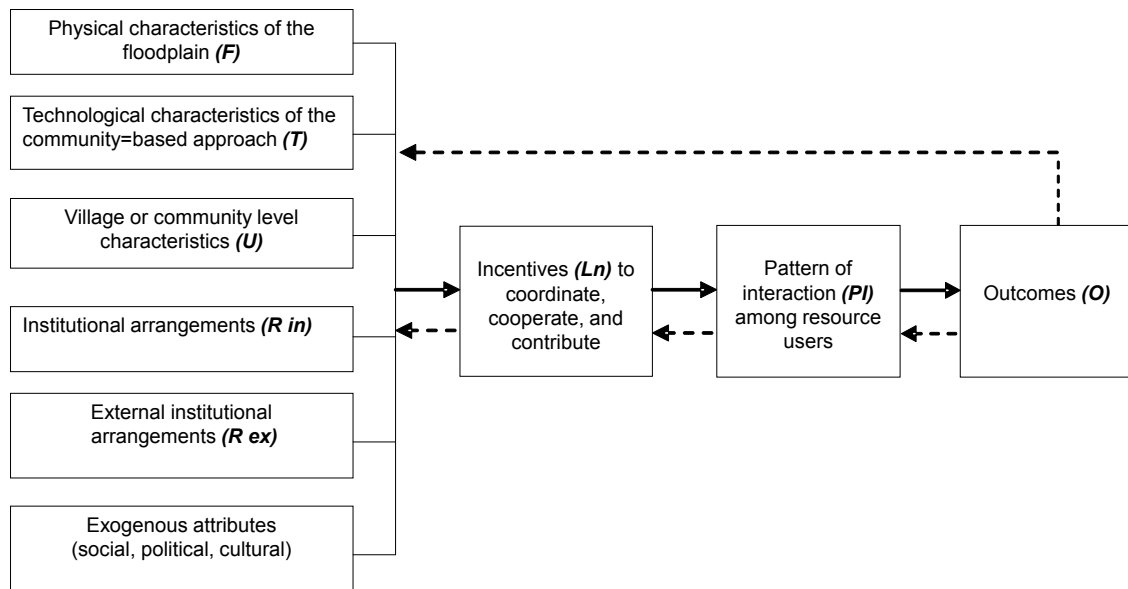 Physical characteristics of the
floodplain (F)
Technological characteristics of the
community=based approach (T)
Village or community level
characteristics (U)
Institutional arrangements (R in)
External institutional
arrangements (R ex)
Exogenous attributes
(social, political, cultural)
Incentives (Ln) to
coordinate,
cooperate, and
contribute
Pattern of
interaction (PI)
among resource
users
Outcomes (O)